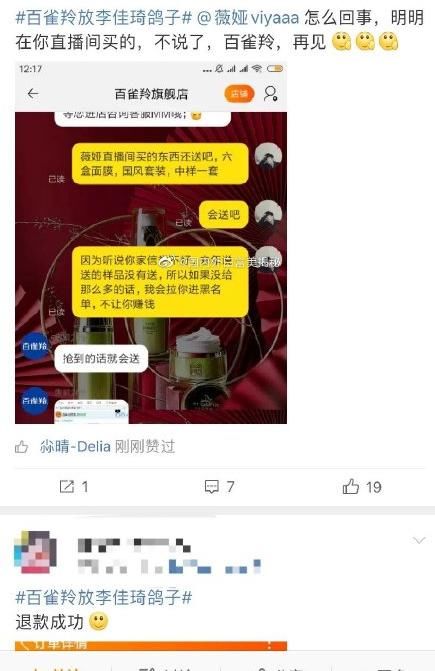 #百雀羚放李佳琦鸽子# @薇娅viyaaa 怎么回事，明明
在你直播间买的，不说了，百雀羚，再见
12:17
百雀羚旗舰店
店铺
等您进店咨询客服MM哦；
薇娅直播间买的东西还送吧，六
盒面膜，国风套装，中样一套
已读
会送吧
已读
因为听说你家信
送的样品没有送，所以如果没给
那么多的话，我会拉你进黑名
单，不让你赚钱
已读
百雀羚
抢到的话就会送
百雀羚
尛晴-Delia 刚刚赞过
1
7
19
#百雀羚放李佳琦鸽子#
退款成功
订单详情